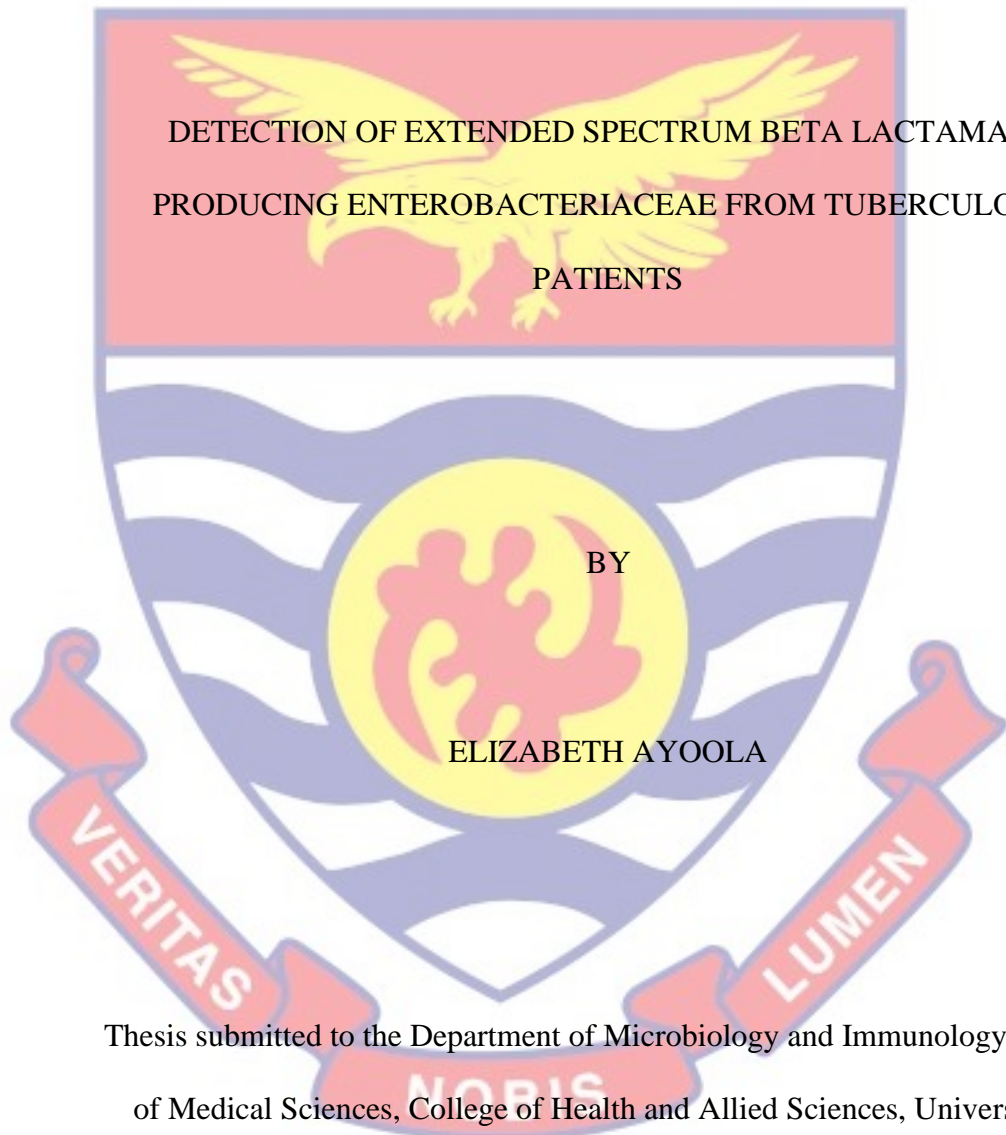 DETECTION OF EXTENDED SPECTRUM BETA LACTAMA
PRODUCING ENTEROBACTERIACEAE FROM TUBERCULO
PATIENTS
BY
ELIZABETH AYOOLA
VERITAS
NOBIS
LUMEN
Thesis submitted to the Department of Microbiology and Immunology
of Medical Sciences, College of Health and Allied Sciences, Univers